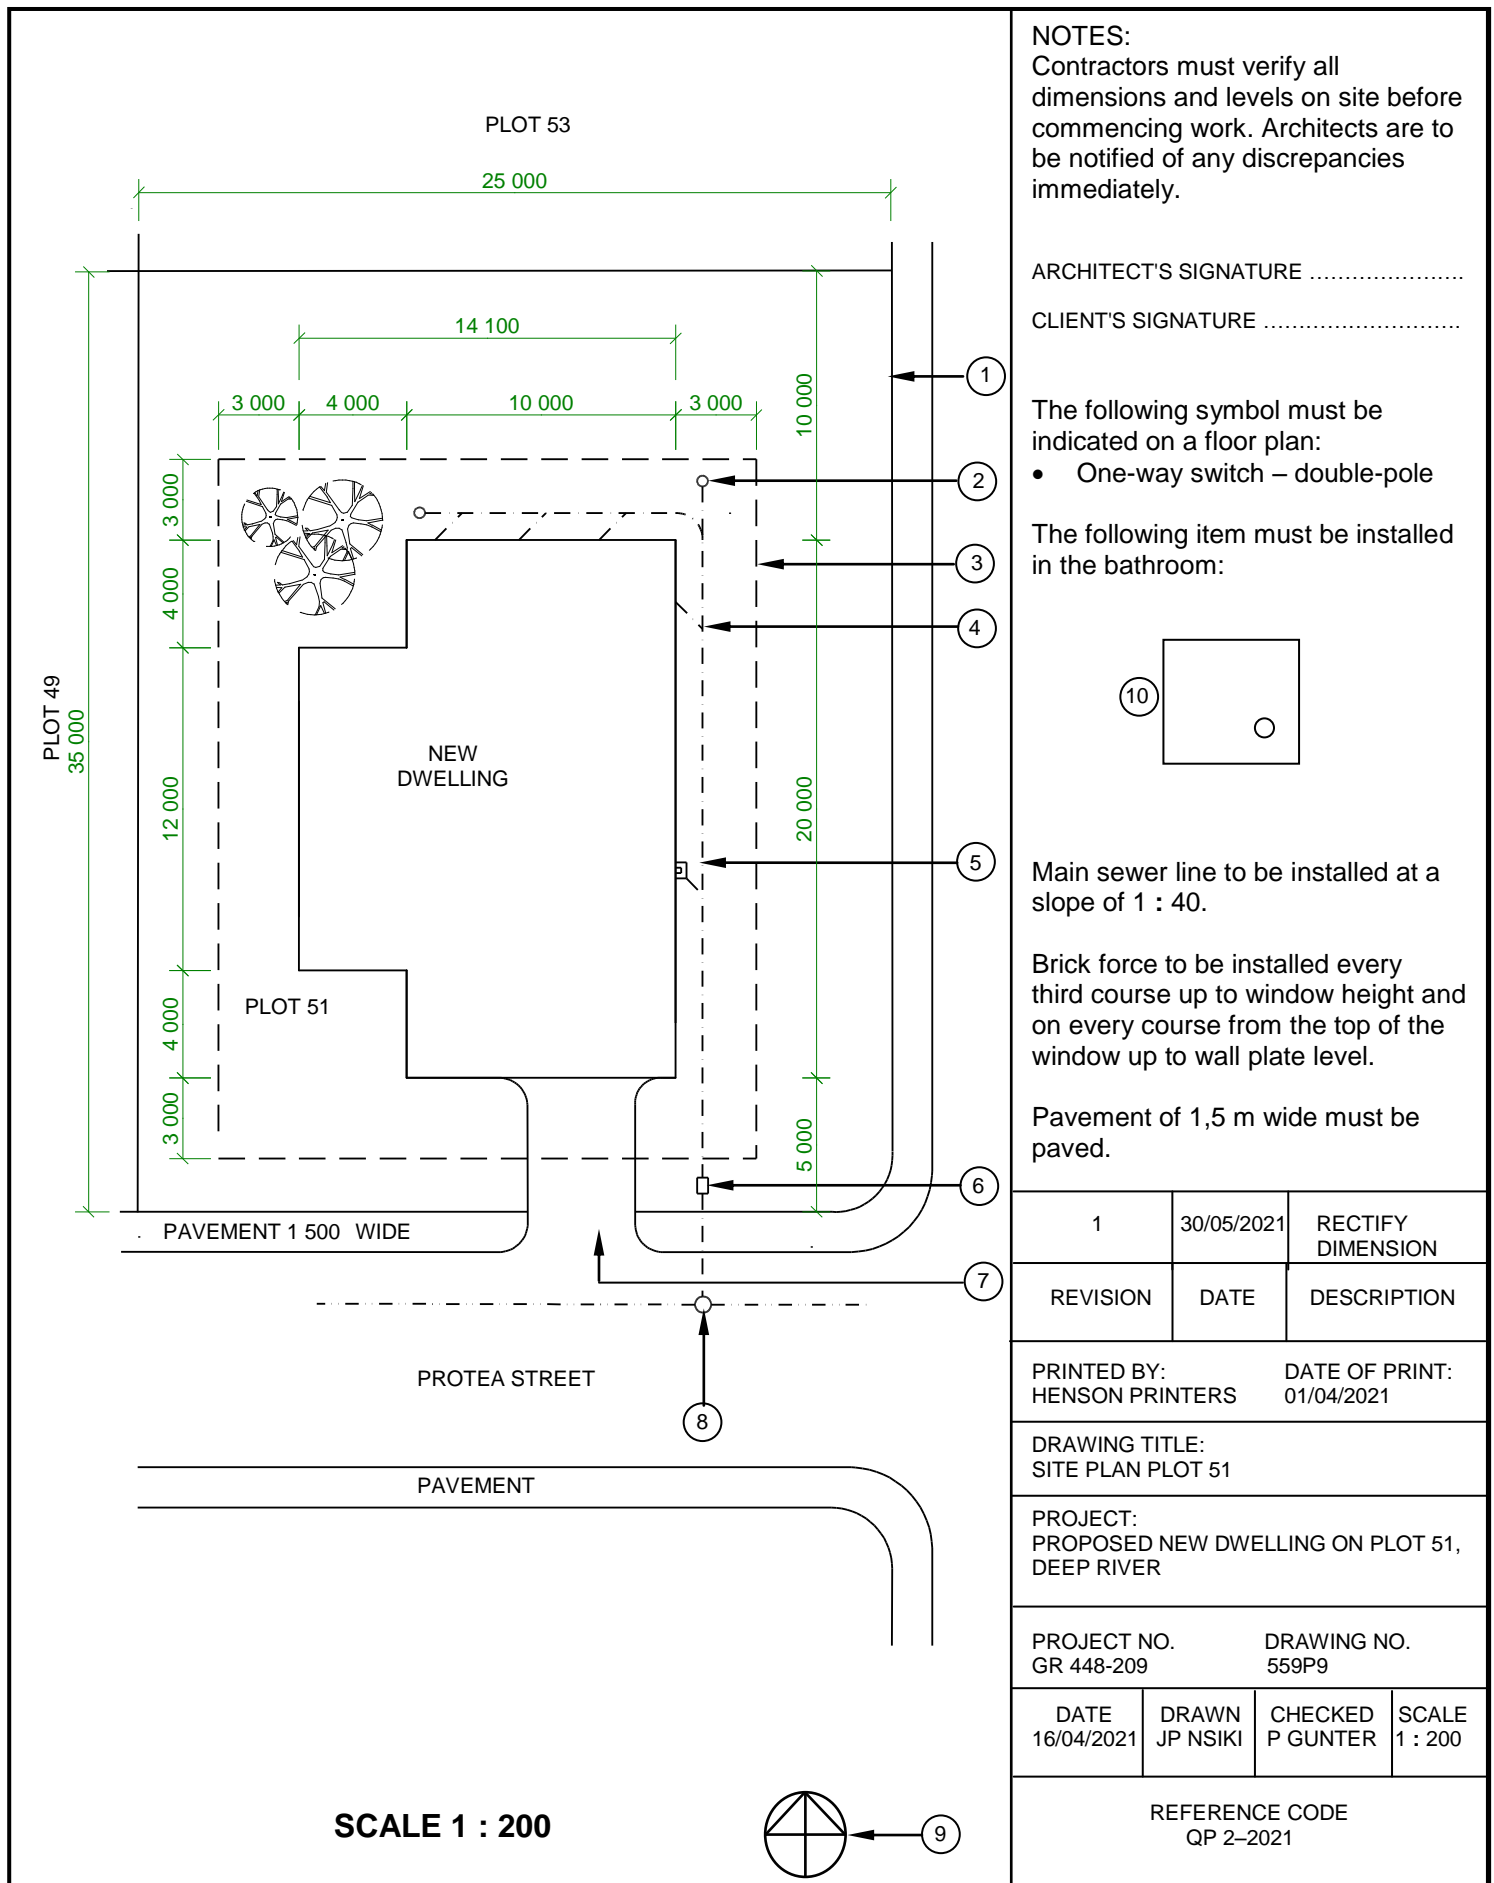 PLOT 53
25 000
14 100
3 000
4 000
10 000
3 000
10 000
20 000
5 000
3 000
4 000
12 000
4 000
3 000
PLOT 49
35 000
NEW
DWELLING
PLOT 51
PAVEMENT 1 500 WIDE
PROTEA STREET
PAVEMENT
1
2
3
4
5
6
7
8
9
SCALE 1 : 200
NOTES:
Contractors must verify all
dimensions and levels on site before
commencing work. Architects are to
be notified of any discrepancies
immediately.
ARCHITECT'S SIGNATURE ......................
CLIENT'S SIGNATURE ............................
The following symbol must be
indicated on a floor plan:
• One-way switch – double-pole
The following item must be installed
in the bathroom:
10
Main sewer line to be installed at a
slope of 1 : 40.
Brick force to be installed every
third course up to window height and
on every course from the top of the
window up to wall plate level.
Pavement of 1,5 m wide must be
paved.
1 30/05/2021 RECTIFY
DIMENSION
REVISION DATE DESCRIPTION
PRINTED BY: DATE OF PRINT:
HENSON PRINTERS 01/04/2021
DRAWING TITLE:
SITE PLAN PLOT 51
PROJECT:
PROPOSED NEW DWELLING ON PLOT 51,
DEEP RIVER
PROJECT NO. DRAWING NO.
GR 448-209 559P9
DATE DRAWN CHECKED SCALE
16/04/2021 JP NSIKI P GUNTER 1 : 200
REFERENCE CODE
QP 2–2021